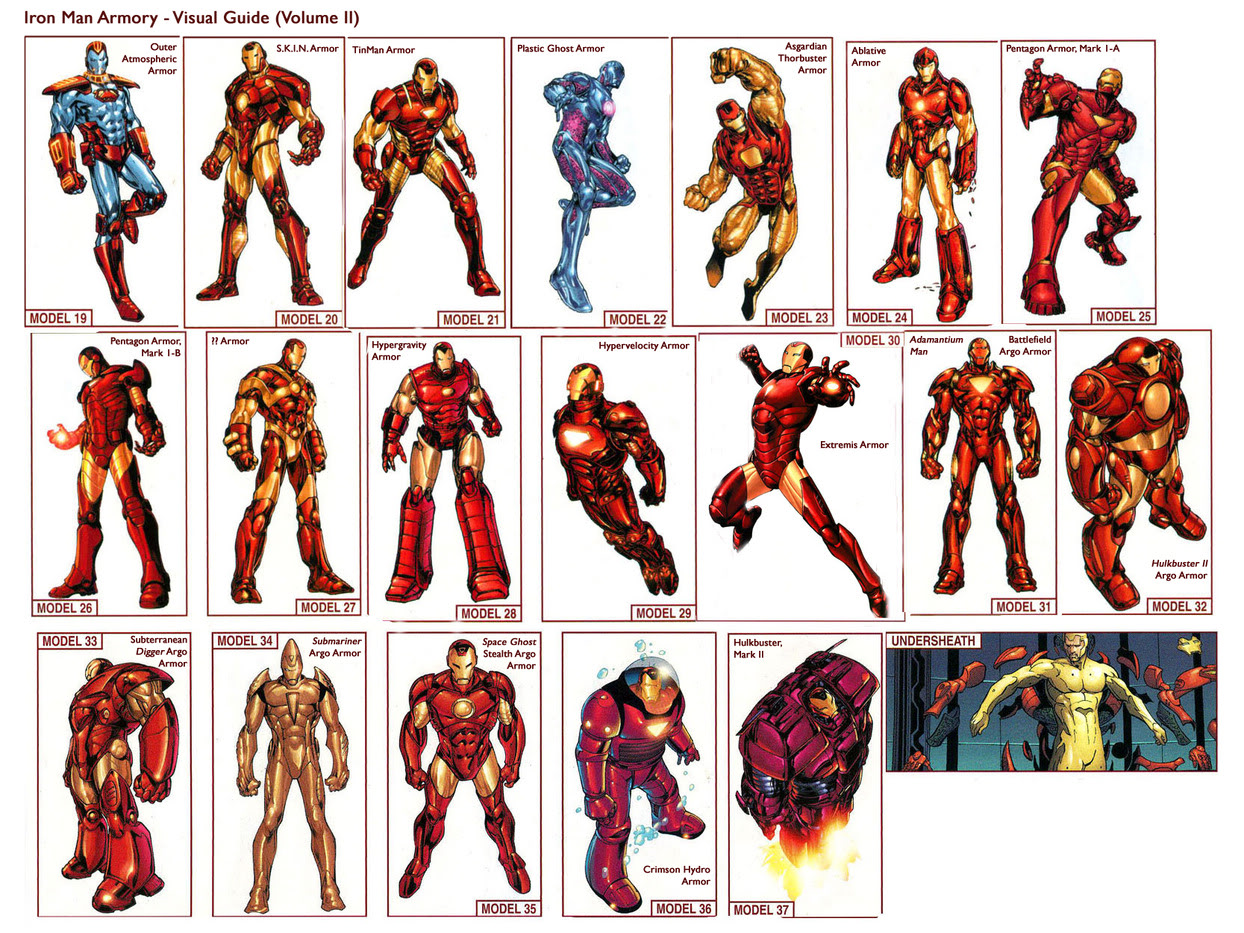 Iron Man Armory - Visual Guide (Volume II)
Outer
Atmospheric
Armor
MODEL 19
S.K.I.N. Armor
MODEL 20
TinMan Armor
MODEL 21
Plastic Ghost Armor
MODEL 22
Asgardian
Thorbuster
Armor
MODEL 23
Ablative
Armor
MODEL 24
Pentagon Armor, Mark 1-A
MODEL 25
Pentagon Armor,
Mark 1-B
MODEL 26
?? Armor
MODEL 27
Hypergravity
Armor
MODEL 28
Hypervelocity Armor
MODEL 29
MODEL 30
Extremis Armor
Adamantium
Man
Battlefield
Argo Armor
MODEL 31
Hulkbuster II
Argo Armor
MODEL 32
MODEL 33
Subterranean
Digger Argo
Armor
MODEL 34
Submariner
Argo Armor
Space Ghost
Stealth Argo
Armor
MODEL 35
Crimson Hydro
Armor
MODEL 36
Hulkbuster,
Mark II
MODEL 37
UNDERSHEATH